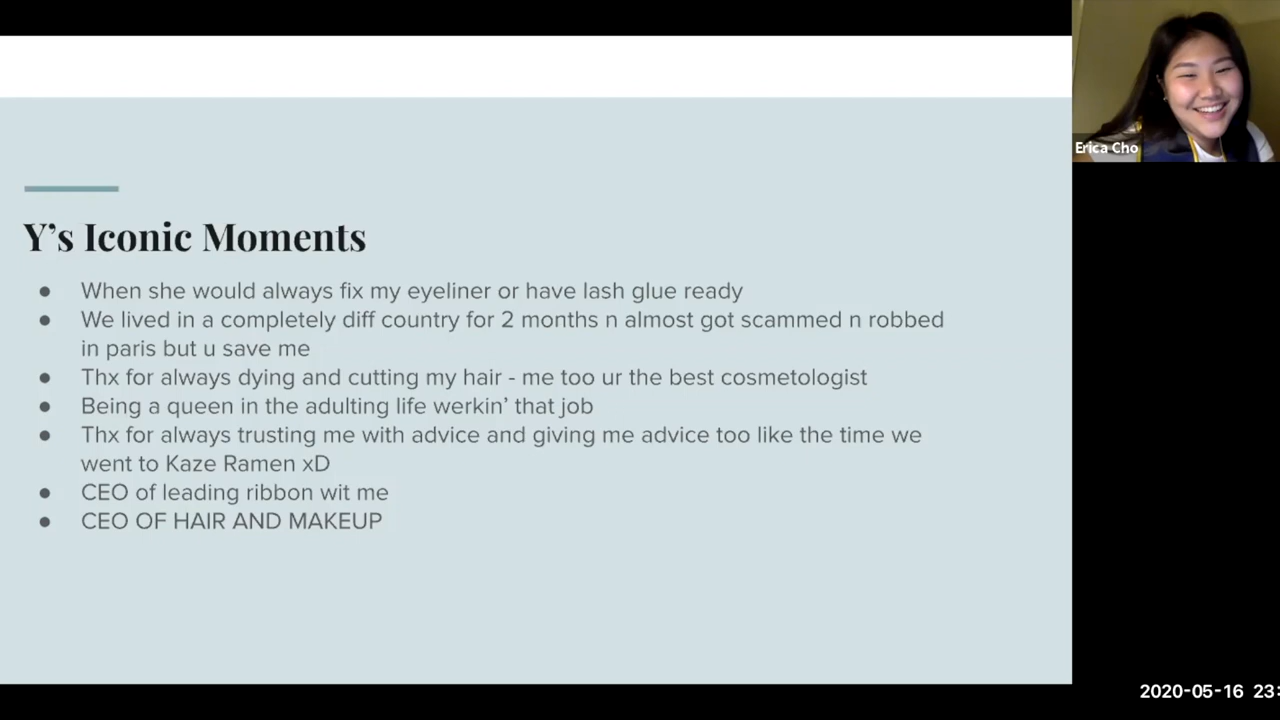 Erica Cho
Y's Iconic Moments
● When she would always fix my eyeliner or have lash glue ready
● We lived in a completely diff country for 2 months n almost got scammed n robbed
in paris but u save me
● Thx for always dying and cutting my hair - me too ur the best cosmetologist
● Being a queen in the adulting life werkin' that job
● Thx for always trusting me with advice and giving me advice too like the time we
went to Kaze Ramen xD
● CEO of leading ribbon wit me
● CEO OF HAIR AND MAKEUP
2020-05-16 23: